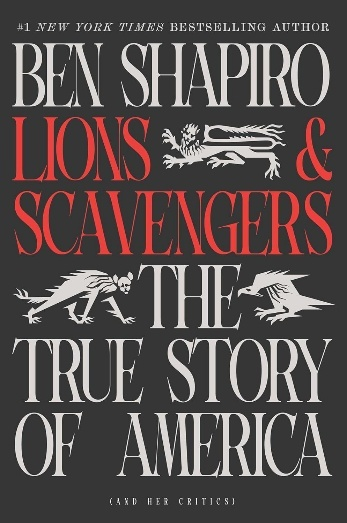 #1 NEW YORK TIMES BESTSELLING AUTHOR
BEN SHAPIRO
LIONS &
SCAVENGERS
THE
TRUE STORY
OF AMERICA
(AND HER CRITICS)